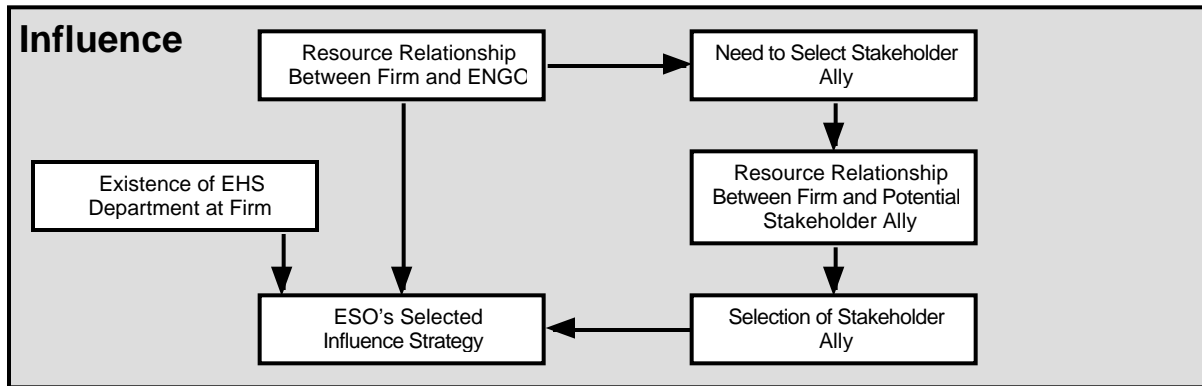 Influence
Resource Relationship
Between Firm and ENGO
Need to Select Stakeholder
Ally
Existence of EHS
Department at Firm
Resource Relationship
Between Firm and Potential
Stakeholder Ally
ESO's Selected
Influence Strategy
Selection of Stakeholder
Ally